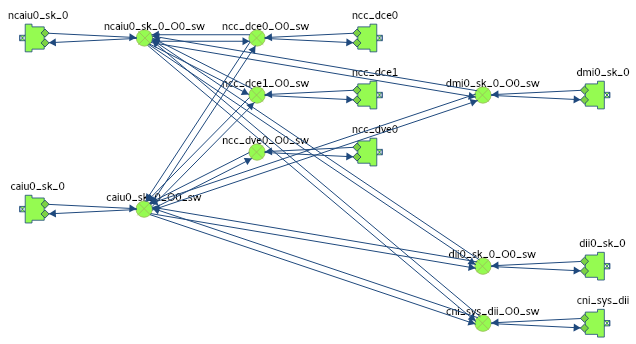 ncaiu0_sk_0
ncaiu0_sk_0_O0_sw
ncc_dce0_O0_sw
ncc_dce0
ncc_dce1_O0_sw
ncc_dce1
dmi0_sk_0_O0_sw
dmi0_sk_0
ncc_dve0_O0_sw
ncc_dve0
caiu0_sk_0
caiu0_sk_0_O0_sw
dii0_sk_0_O0_sw
dii0_sk_0
cni_sys_dii_O0_sw
cni_sys_dii